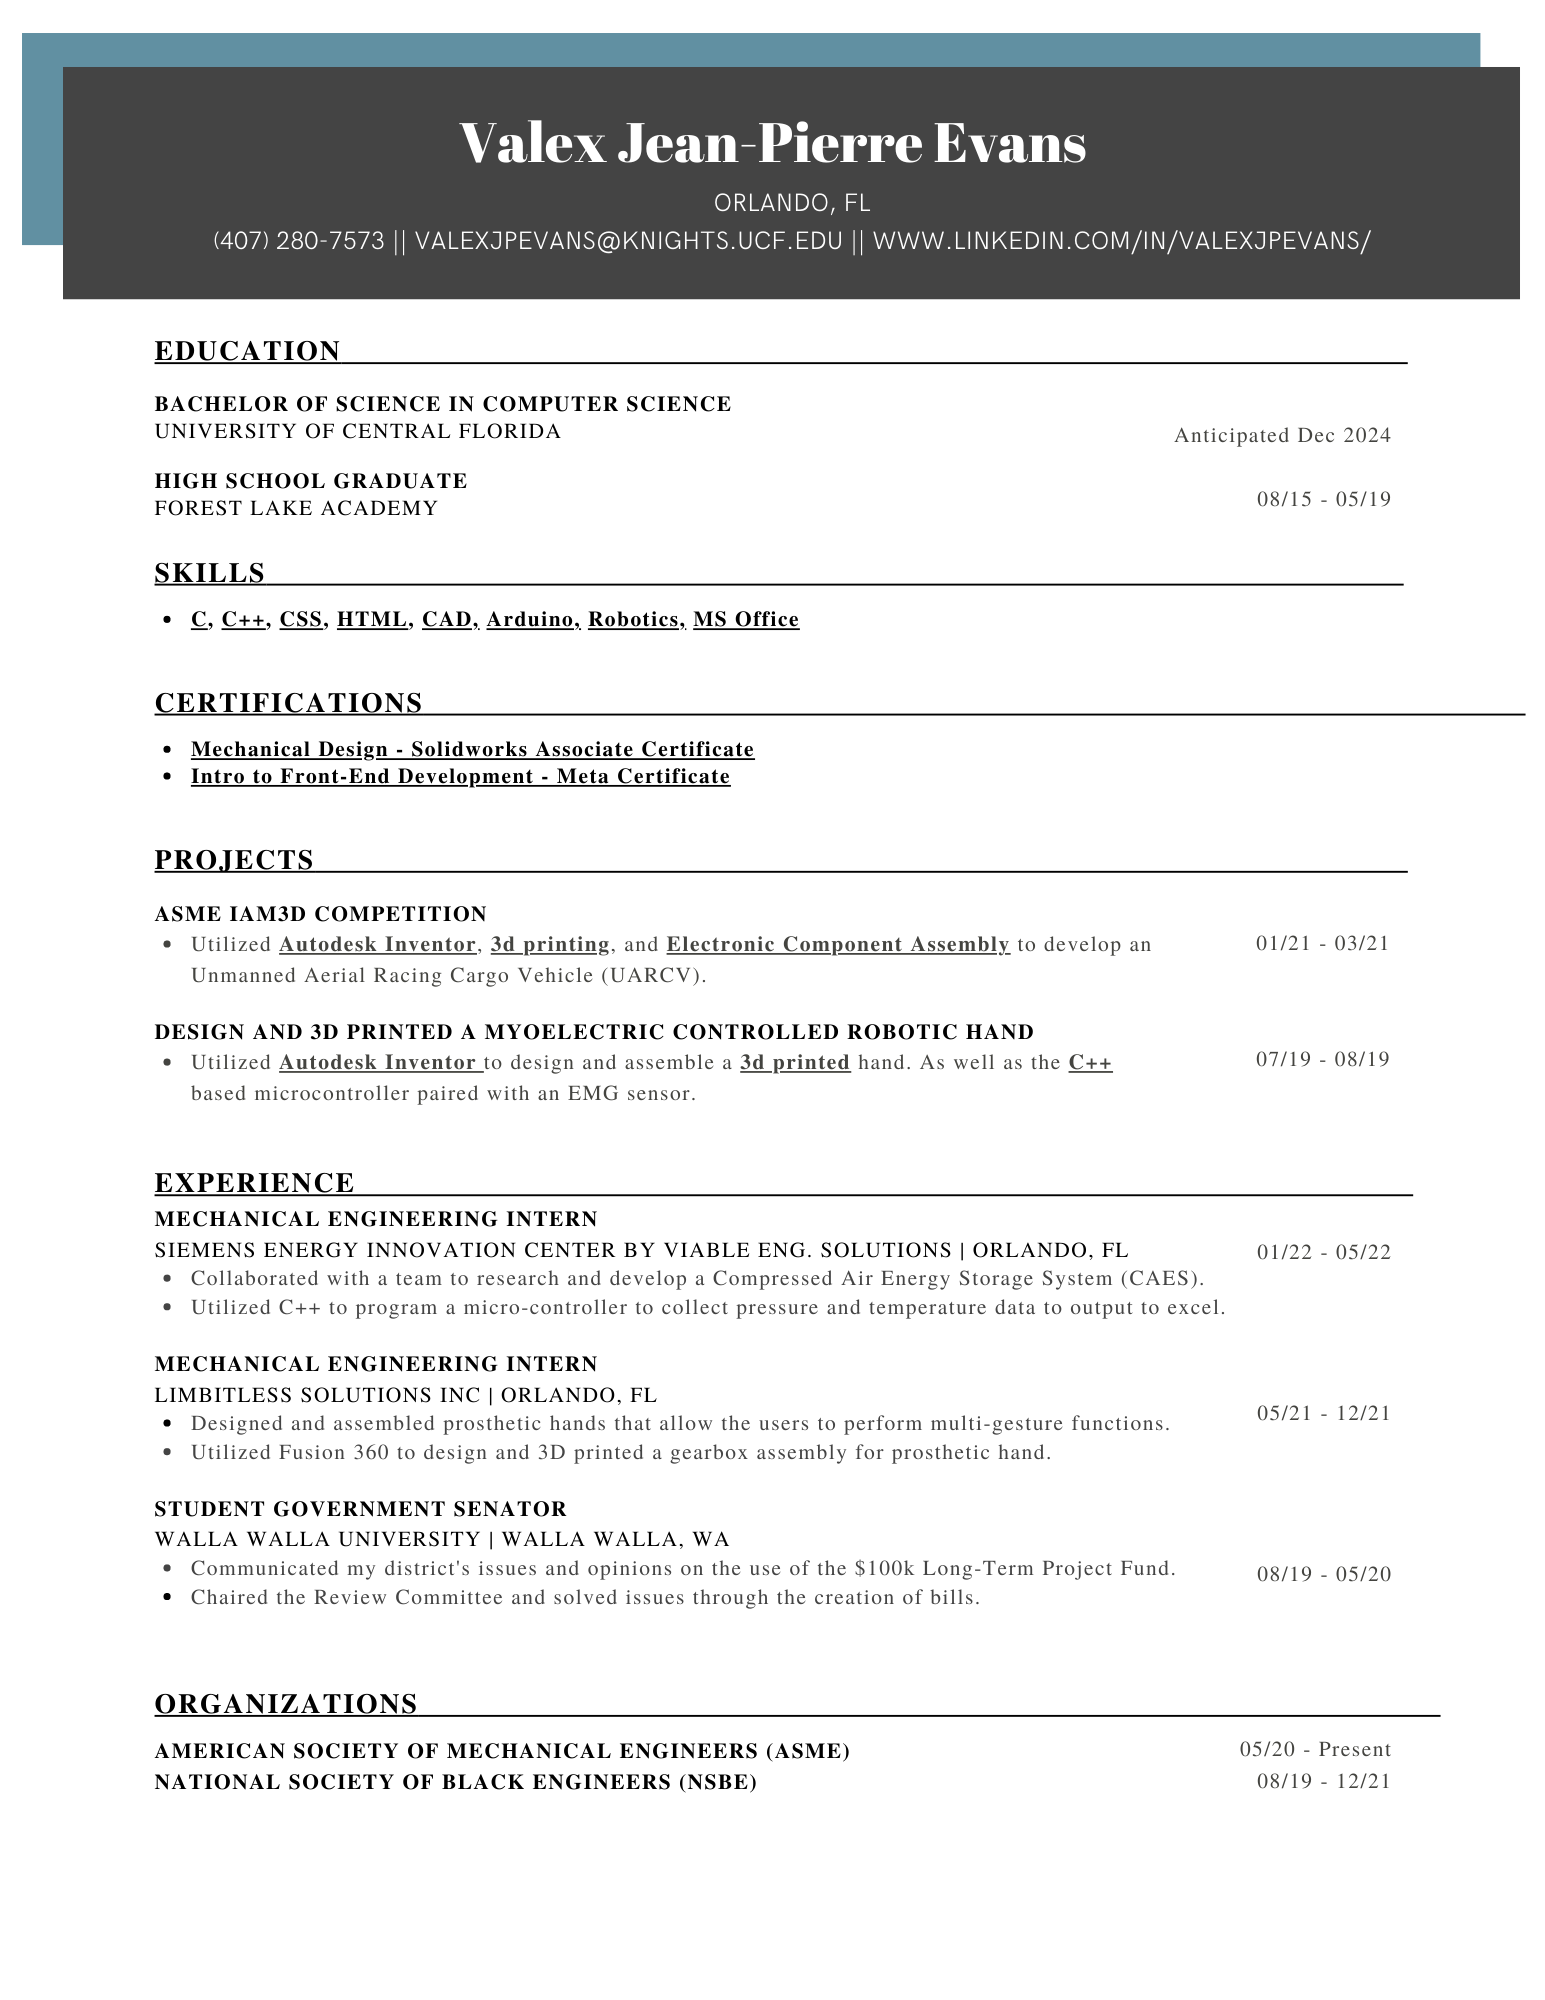 Valex Jean-Pierre Evans
ORLANDO, FL
(407) 280-7573 || VALEXJPEVANS@KNIGHTS.UCF.EDU || WWW.LINKEDIN.COM/IN/VALEXJPEVANS/
EDUCATION
BACHELOR OF SCIENCE IN COMPUTER SCIENCE
UNIVERSITY OF CENTRAL FLORIDA
Anticipated Dec 2024
HIGH SCHOOL GRADUATE
FOREST LAKE ACADEMY
08/15 - 05/19
SKILLS
• C, C++, CSS, HTML, CAD, Arduino, Robotics, MS Office
CERTIFICATIONS
• Mechanical Design - Solidworks Associate Certificate
• Intro to Front-End Development - Meta Certificate
PROJECTS
ASME IAM3D COMPETITION
• Utilized Autodesk Inventor, 3d printing, and Electronic Component Assembly to develop an
01/21 - 03/21
Unmanned Aerial Racing Cargo Vehicle (UARCV).
DESIGN AND 3D PRINTED A MYOELECTRIC CONTROLLED ROBOTIC HAND
• Utilized Autodesk Inventor to design and assemble a 3d printed hand. As well as the C++
07/19 - 08/19
based microcontroller paired with an EMG sensor.
EXPERIENCE
MECHANICAL ENGINEERING INTERN
SIEMENS ENERGY INNOVATION CENTER BY VIABLE ENG. SOLUTIONS | ORLANDO, FL
01/22 - 05/22
• Collaborated with a team to research and develop a Compressed Air Energy Storage System (CAES).
• Utilized C++ to program a micro-controller to collect pressure and temperature data to output to excel.
MECHANICAL ENGINEERING INTERN
LIMBITLESS SOLUTIONS INC | ORLANDO, FL
05/21 - 12/21
• Designed and assembled prosthetic hands that allow the users to perform multi-gesture functions.
• Utilized Fusion 360 to design and 3D printed a gearbox assembly for prosthetic hand.
STUDENT GOVERNMENT SENATOR
WALLA WALLA UNIVERSITY | WALLA WALLA, WA
• Communicated my district's issues and opinions on the use of the $100k Long-Term Project Fund.
08/19 - 05/20
• Chaired the Review Committee and solved issues through the creation of bills.
ORGANIZATIONS
AMERICAN SOCIETY OF MECHANICAL ENGINEERS (ASME)
05/20 - Present
NATIONAL SOCIETY OF BLACK ENGINEERS (NSBE)
08/19 - 12/21